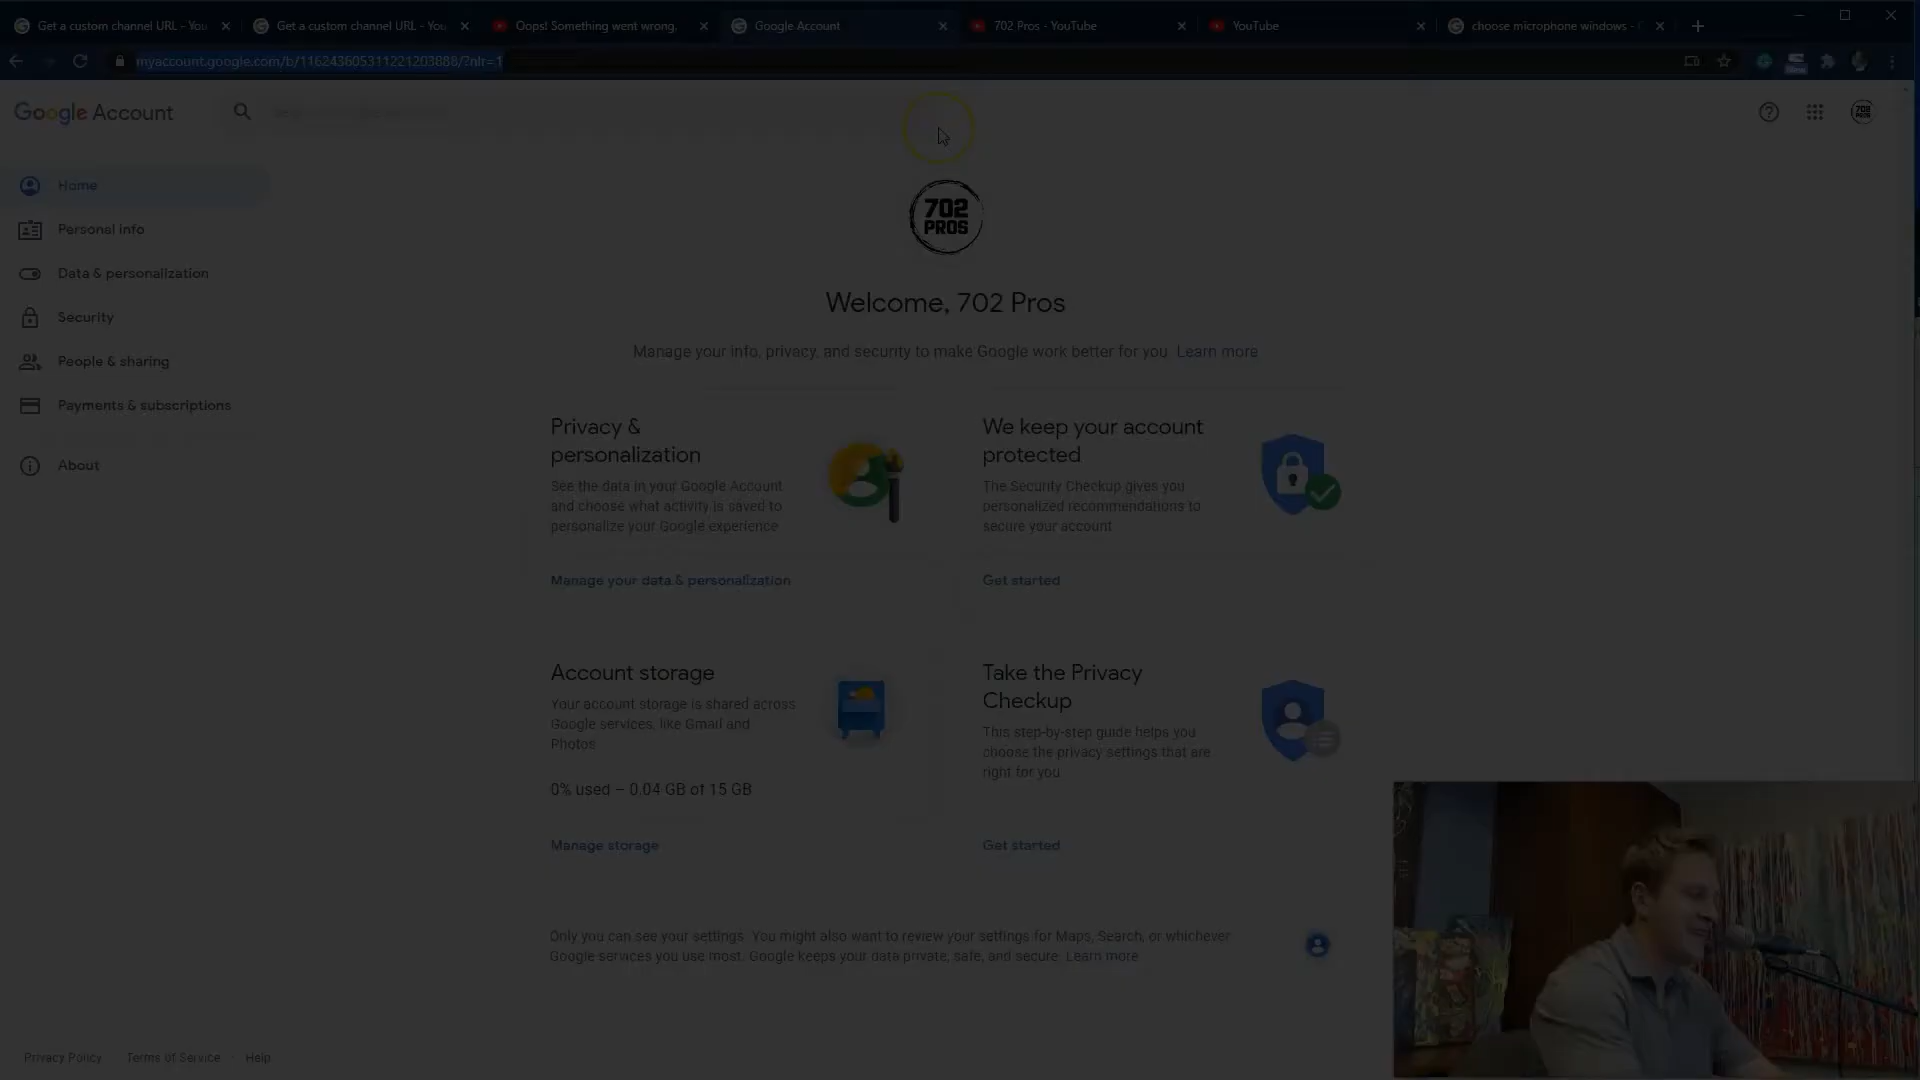 Get a custom channel URL - You
Get a custom channel URL - You
Oops! Something went wrong.
Google Account
702 Pros - YouTube
YouTube
choose microphone windows -
myaccount.google.com/b/116243605311221203888/?nlr=1
Google Account
702 PROS
Home
Personal info
Data & personalization
Security
People & sharing
Payments & subscriptions
About
702
PROS
Welcome, 702 Pros
Manage your info, privacy, and security to make Google work better for you. Learn more
Privacy &
personalization
See the data in your Google Account
and choose what activity is saved to
personalize your Google experience
Manage your data & personalization
We keep your account
protected
The Security Checkup gives you
personalized recommendations to
secure your account
Get started
Account storage
Your account storage is shared across
Google services, like Gmail and
Photos
0% used – 0.04 GB of 15 GB
Manage storage
Take the Privacy
Checkup
This step-by-step guide helps you
choose the privacy settings that are
right for you
Get started
Only you can see your settings. You might also want to review your settings for Maps, Search, or whichever
Google services you use most. Google keeps your data private, safe, and secure. Learn more
Privacy Policy
Terms of Service
Help